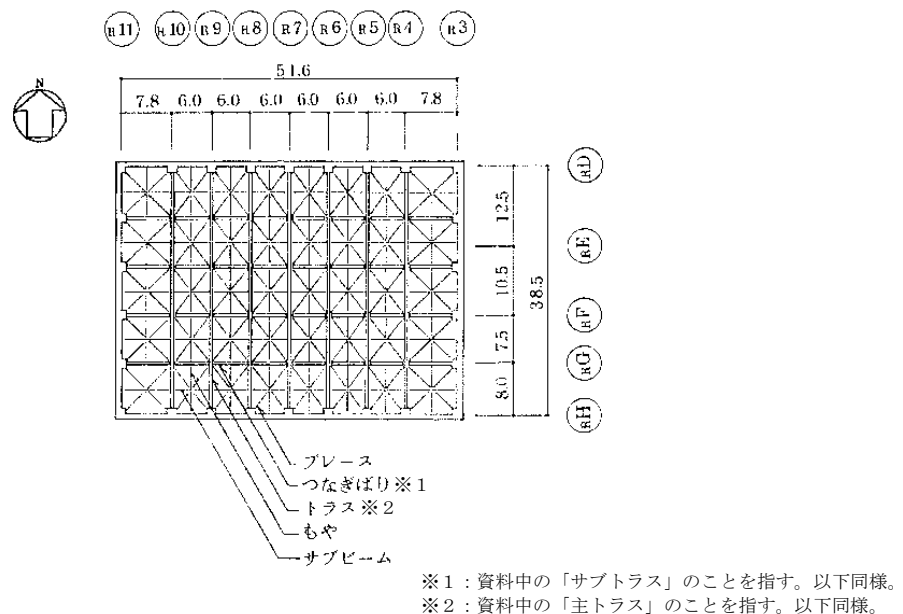 R11 R10 R9 R8 R7 R6 R5 R4 R3
51.6
7.8 6.0 6.0 6.0 6.0 6.0 6.0 7.8
N
RD
12.5
RE
10.5
38.5
RF
7.5
RG
8.0
RH
ブレース
つなぎばり※1
トラス※2
もや
サブビーム
※1：資料中の「サブトラス」のことを指す。以下同様。
※2：資料中の「主トラス」のことを指す。以下同様。